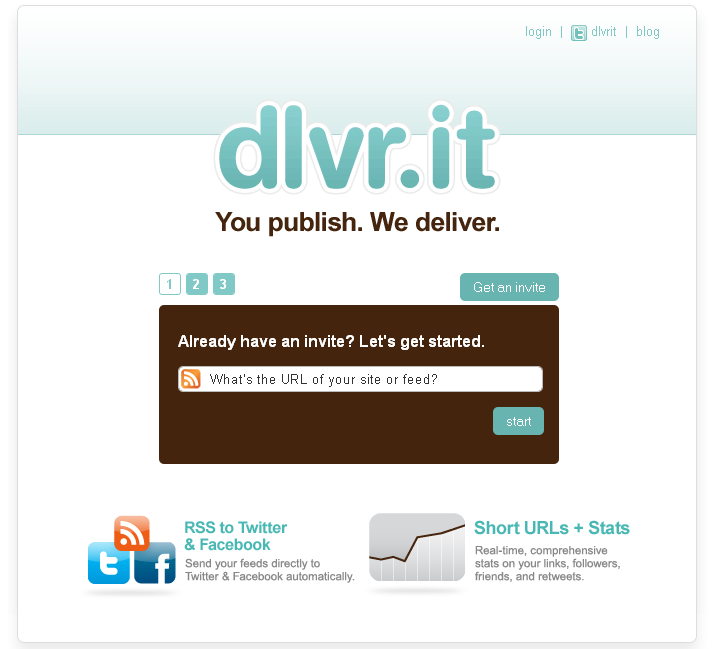 login | dlvrit | blog
dlvr.it
You publish. We deliver.
1 2 3 Get an invite
Already have an invite? Let's get started.
What's the URL of your site or feed?
start
RSS to Twitter
& Facebook
Send your feeds directly to
Twitter & Facebook automatically.
Short URLs + Stats
Real-time, comprehensive
stats on your links, followers,
friends, and retweets.